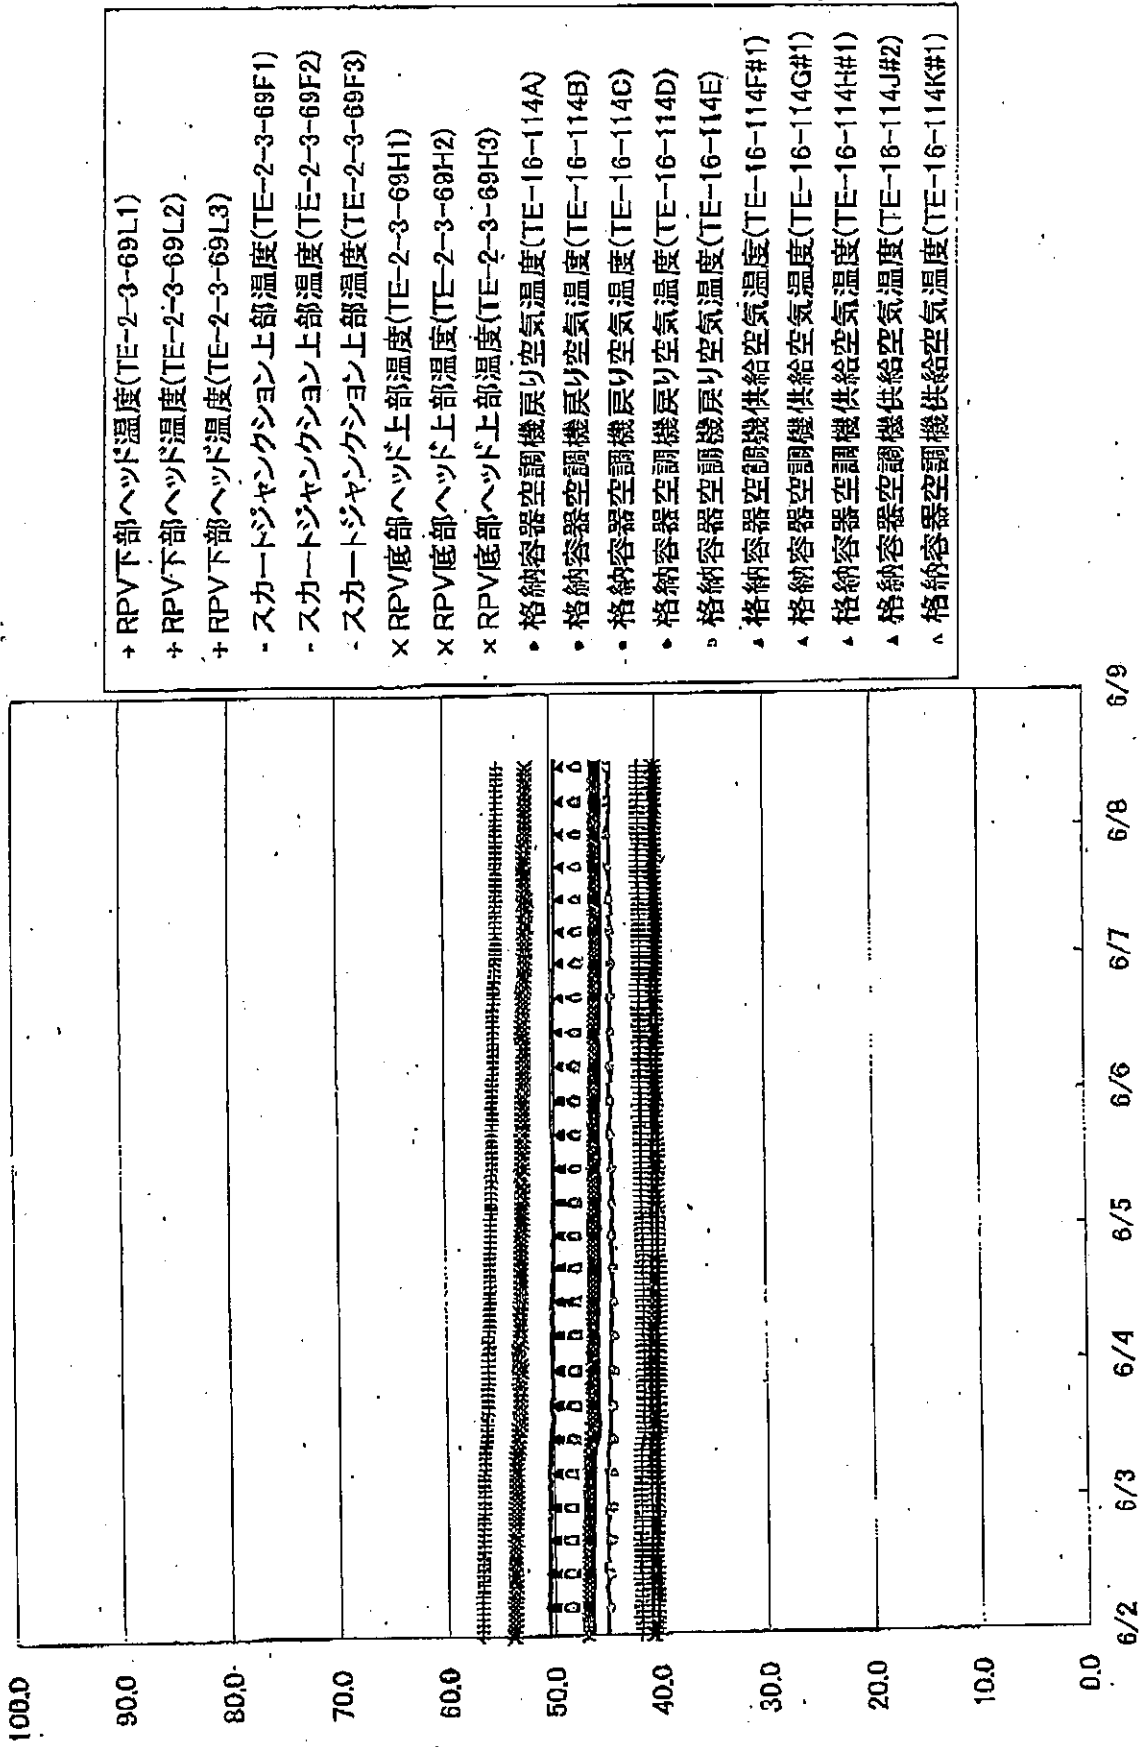 100.0
90.0
80.0
70.0
60.0
50.0
40.0
30.0
20.0
10.0
0.0
6/2
6/3
6/4
6/5
6/6
6/7
6/8
6/9
+ RPV下部ヘッド温度(TE-2-3-69L1)
+ RPV下部ヘッド温度(TE-2-3-69L2)
+ RPV下部ヘッド温度(TE-2-3-69L3)
- スカートジャンクション上部温度(TE-2-3-69F1)
- スカートジャンクション上部温度(TE-2-3-69F2)
- スカートジャンクション上部温度(TE-2-3-69F3)
× RPV底部ヘッド上部温度(TE-2-3-69H1)
× RPV底部ヘッド上部温度(TE-2-3-69H2)
× RPV底部ヘッド上部温度(TE-2-3-69H3)
• 格納容器空調機戻り空気温度(TE-16-114A)
• 格納容器空調機戻り空気温度(TE-16-114B)
• 格納容器空調機戻り空気温度(TE-16-114C)
• 格納容器空調機戻り空気温度(TE-16-114D)
□ 格納容器空調機戻り空気温度(TE-16-114E)
▲ 格納容器空調機供給空気温度(TE-16-114F#1)
▲ 格納容器空調機供給空気温度(TE-16-114G#1)
▲ 格納容器空調機供給空気温度(TE-16-114H#1)
▲ 格納容器空調機供給空気温度(TE-16-114J#2)
△ 格納容器空調機供給空気温度(TE-16-114K#1)